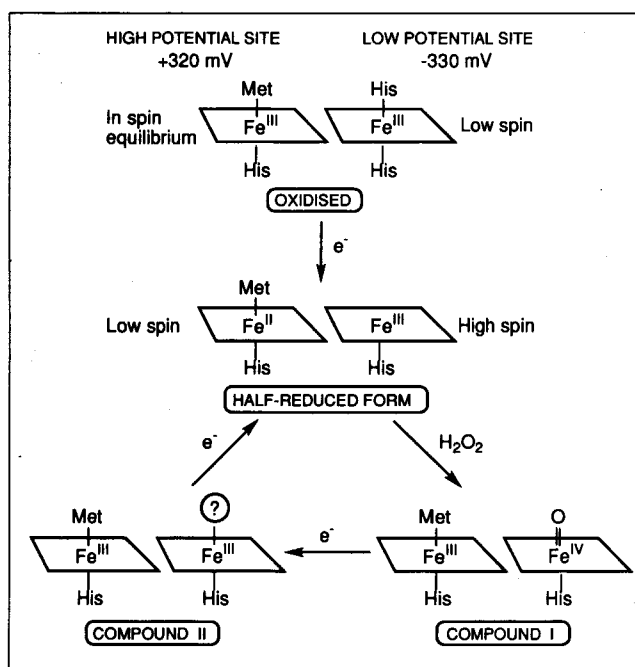 HIGH POTENTIAL SITE LOW POTENTIAL SITE
+320 mV -330 mV
Met His
In spin equilibrium Fe^III Fe^III Low spin
His His
OXIDISED
e-
Met
Low spin Fe^II Fe^III High spin
His His
HALF-REDUCED FORM
e- H2O2
Met ? Met O
Fe^III Fe^III e- Fe^III Fe^IV
His His His His
COMPOUND II COMPOUND I